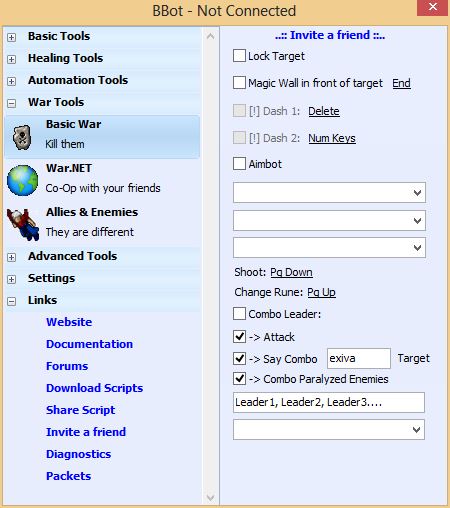 BBot - Not Connected
Basic Tools
Healing Tools
Automation Tools
War Tools
Basic War
Kill them
War.NET
Co-Op with your friends
Allies & Enemies
They are different
Advanced Tools
Settings
Links
Website
Documentation
Forums
Download Scripts
Share Script
Invite a friend
Diagnostics
Packets
..:: Invite a friend ::..
Lock Target
Magic Wall in front of target End
[!] Dash 1: Delete
[!] Dash 2: Num Keys
Aimbot
Shoot: Pg Down
Change Rune: Pg Up
Combo Leader:
-> Attack
-> Say Combo exiva Target
-> Combo Paralyzed Enemies
Leader1, Leader2, Leader3....